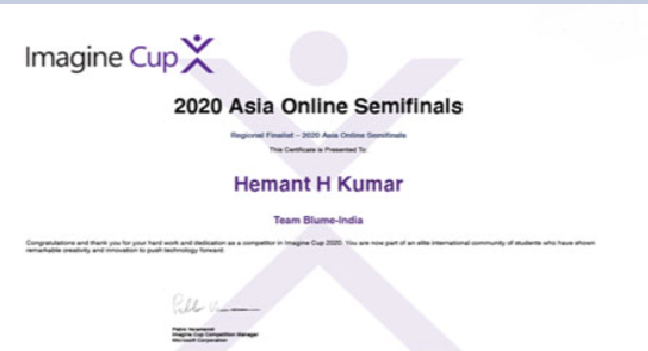 Imagine Cup
2020 Asia Online Semifinals
Regional Finalist – 2020 Asia Online Semifinals
This Certificate is Presented To
Hemant H Kumar
Team Blume-India
Congratulations and thank you for your hard work and dedication as a competitor in Imagine Cup 2020. You are now part of an elite international community of students who have shown
remarkable creativity and innovation to push technology forward.
Pablo
Imagine Cup Competition Manager
Microsoft Corporation